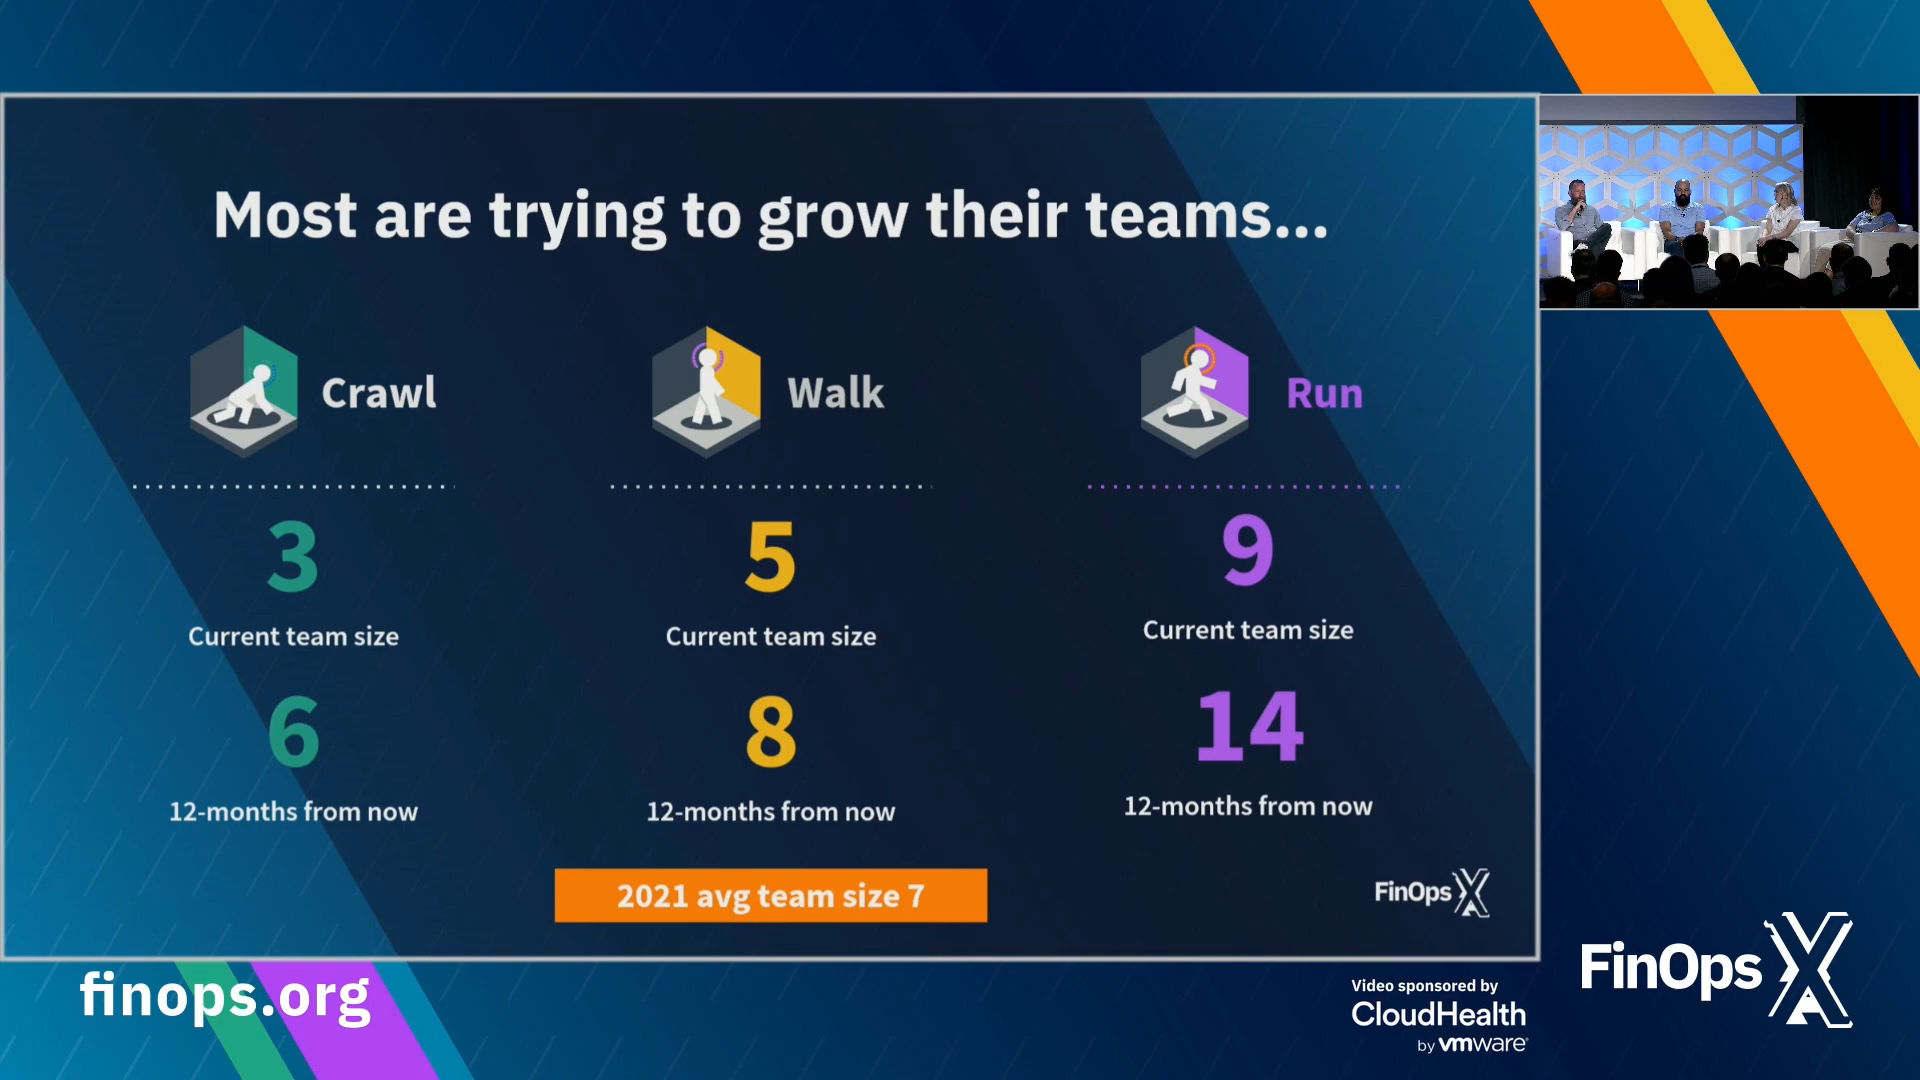 Most are trying to grow their teams...
Crawl
Walk
Run
3
5
9
Current team size
Current team size
Current team size
6
8
14
12-months from now
12-months from now
12-months from now
2021 avg team size 7
FinOps X
finops.org
Video sponsored by
CloudHealth
by vmware®
FinOps X